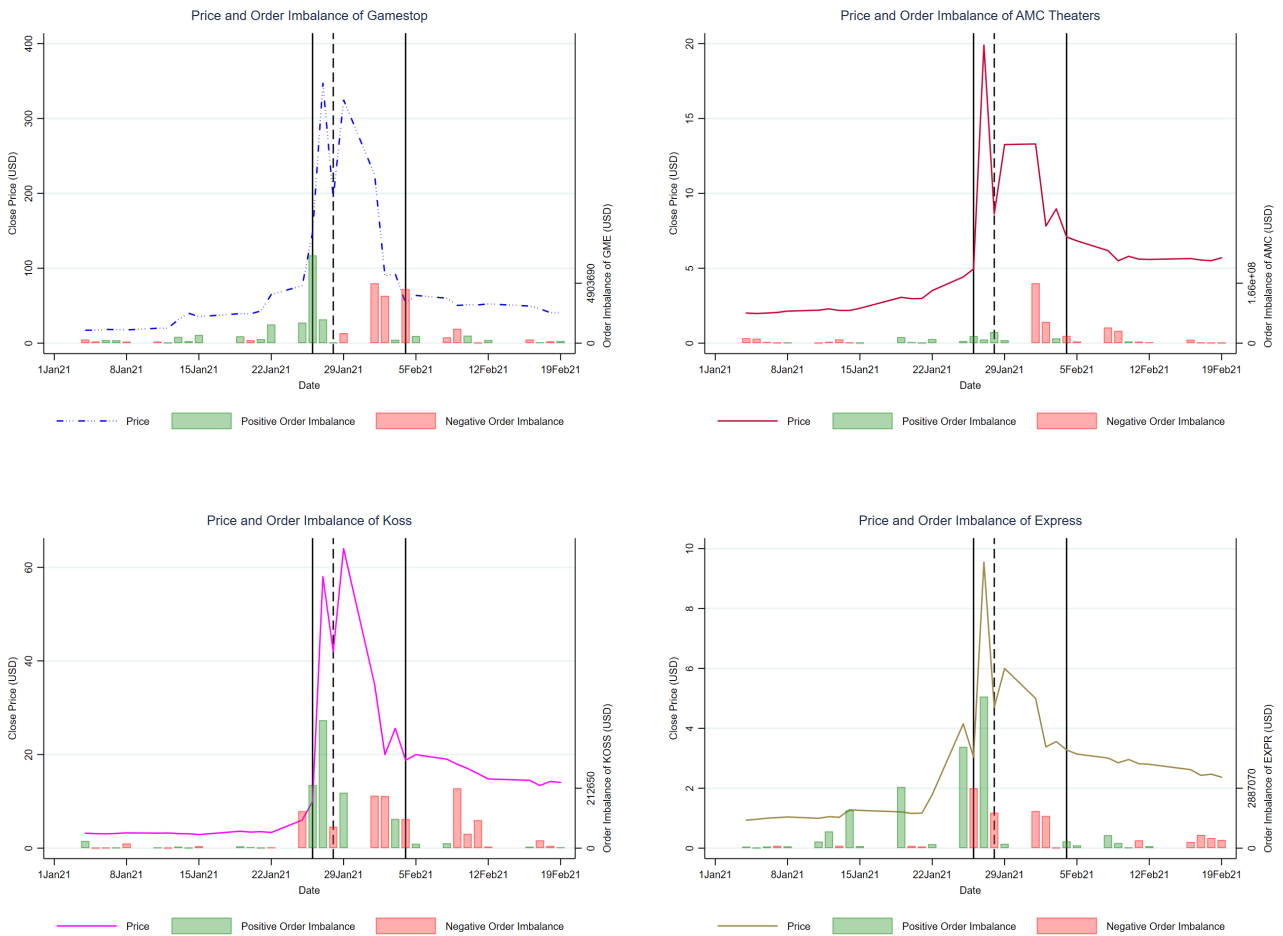 Price and Order Imbalance of Gamestop
Close Price (USD)
400
300
200
100
0
4903690
0
Order Imbalance of GME (USD)
1Jan21 8Jan21 15Jan21 22Jan21 29Jan21 5Feb21 12Feb21 19Feb21
Date
Price Positive Order Imbalance Negative Order Imbalance
Price and Order Imbalance of AMC Theaters
Close Price (USD)
20
15
10
5
0
1.66e+08
0
Order Imbalance of AMC (USD)
1Jan21 8Jan21 15Jan21 22Jan21 29Jan21 5Feb21 12Feb21 19Feb21
Date
Price Positive Order Imbalance Negative Order Imbalance
Price and Order Imbalance of Koss
Close Price (USD)
60
40
20
0
212650
0
Order Imbalance of KOSS (USD)
1Jan21 8Jan21 15Jan21 22Jan21 29Jan21 5Feb21 12Feb21 19Feb21
Date
Price Positive Order Imbalance Negative Order Imbalance
Price and Order Imbalance of Express
Close Price (USD)
10
8
6
4
2
0
2887070
0
Order Imbalance of EXPR (USD)
1Jan21 8Jan21 15Jan21 22Jan21 29Jan21 5Feb21 12Feb21 19Feb21
Date
Price Positive Order Imbalance Negative Order Imbalance